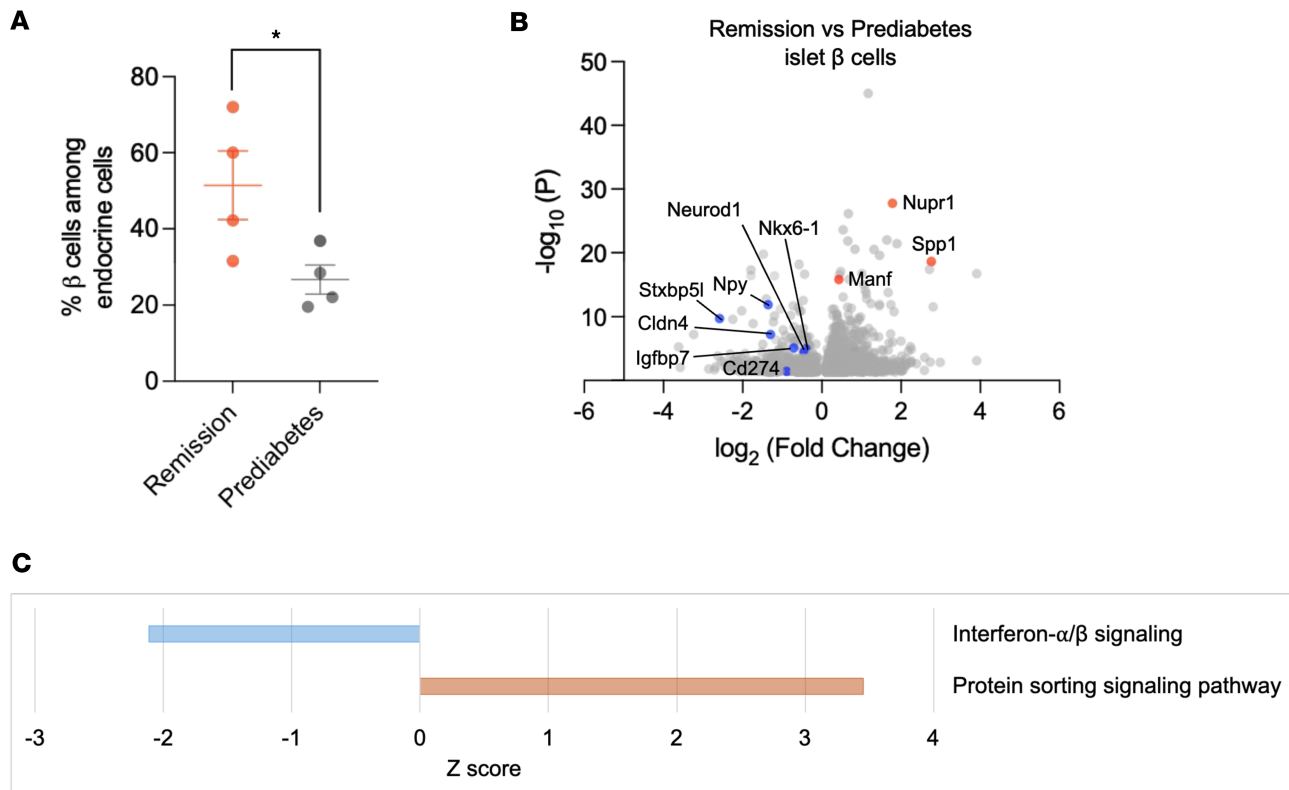 A
*
80
60
40
20
0
% β cells among
endocrine cells
Remission
Prediabetes
B
Remission vs Prediabetes
islet β cells
50
40
30
20
10
-log10 (P)
Neurod1
Nkx6-1
Nupr1
Spp1
Manf
Npy
Stxbp5l
Cldn4
Igfbp7
Cd274
-6 -4 -2 0 2 4 6
log2 (Fold Change)
C
Interferon-α/β signaling
Protein sorting signaling pathway
-3 -2 -1 0 1 2 3 4
Z score